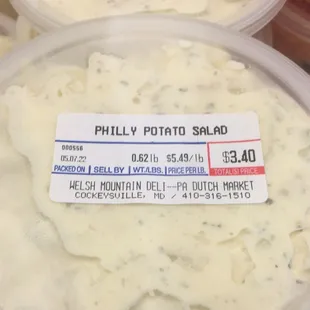 PHILLY POTATO SALAD
000556
05.07.22 0.62lb $5.49/lb $3.40
PACKED ON SELL BY WT./LBS. PRICE PER LB. TOTAL/SI PRICE
WELSH MOUNTAIN DELI--PA DUTCH MARKET
COCKEYSVILLE, MD / 410-316-1510